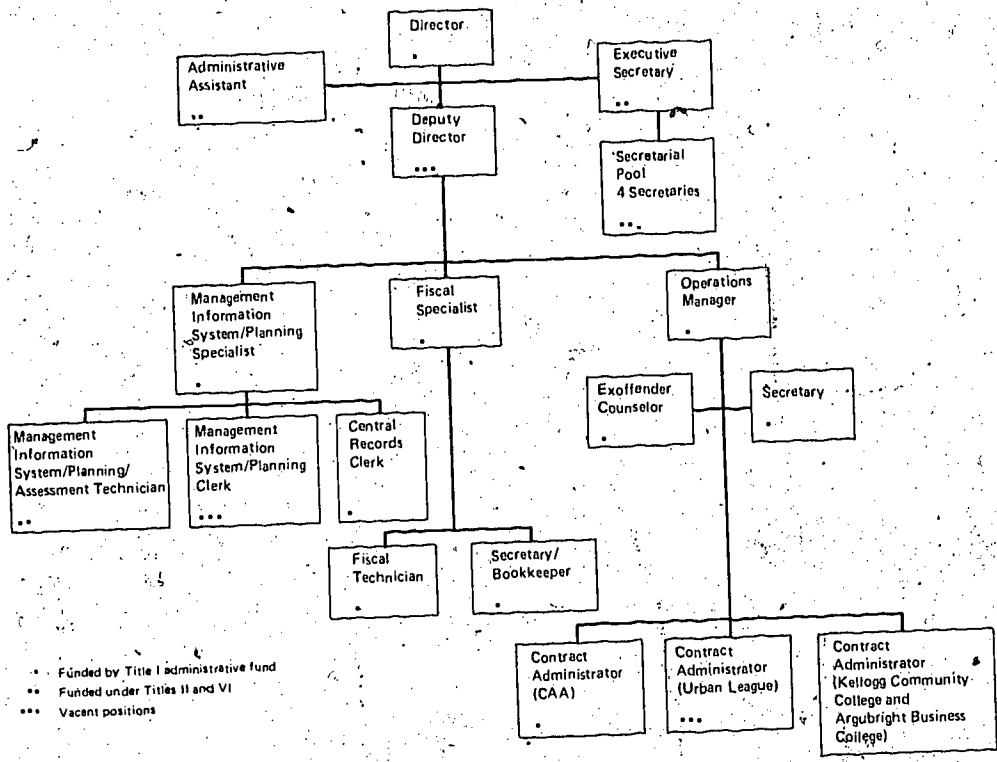 Director
•
Administrative
Assistant
••
Executive
Secretary
••
Deputy
Director
•••
Secretarial
Pool
4 Secretaries
••
Management
Information
System/Planning
Specialist
•
Fiscal
Specialist
•
Operations
Manager
•
Exoffender
Counselor
•
Secretary
•
Management
Information
System/Planning/
Assessment Technician
••
Management
Information
System/Planning
Clerk
•••
Central
Records
Clerk
•
Fiscal
Technician
•
Secretary/
Bookkeeper
•
Contract
Administrator
(CAA)
•
Contract
Administrator
(Urban League)
•••
Contract
Administrator
(Kellogg Community
College and
Argubright Business
College)
• Funded by Title I administrative fund
•• Funded under Titles II and VI
••• Vacant positions